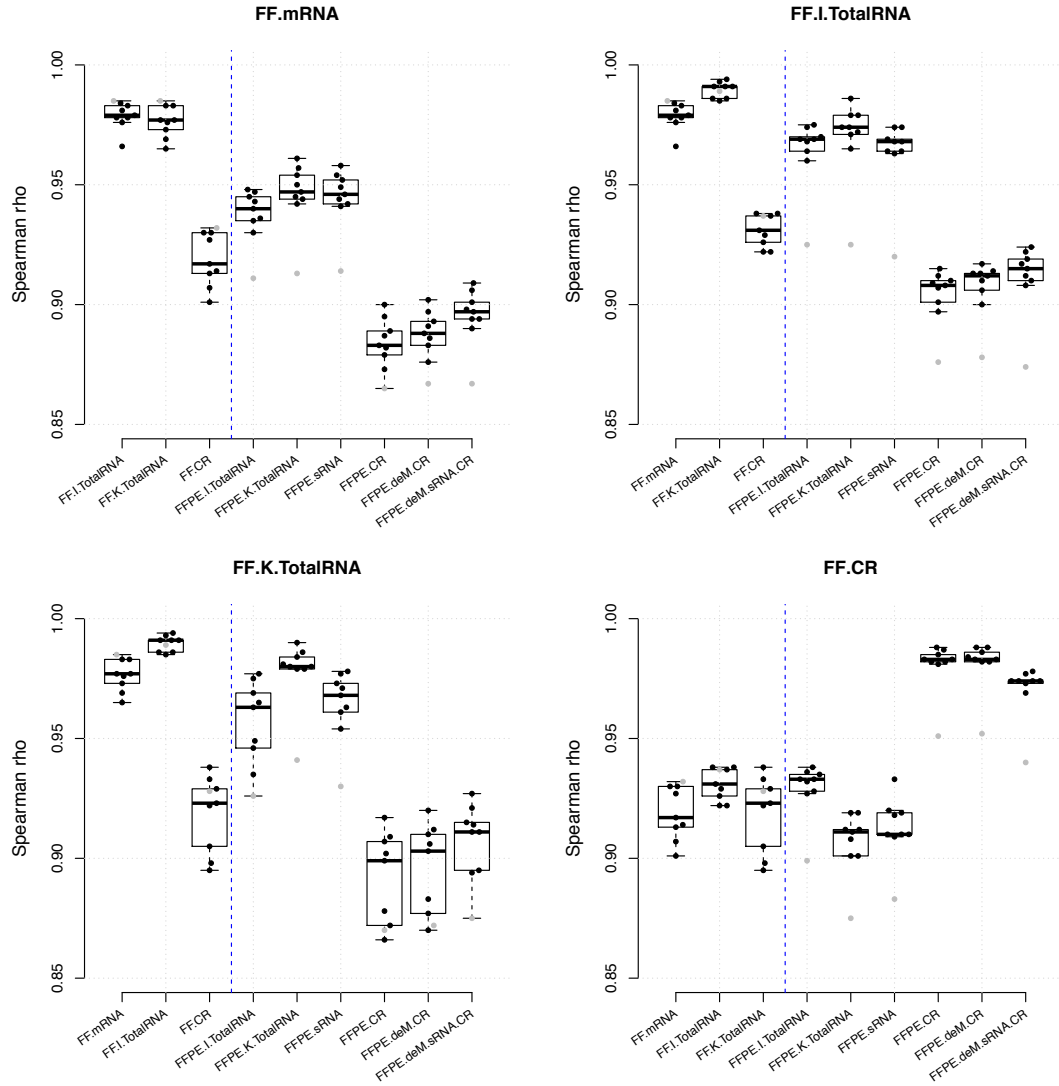 FF.mRNA
Spearman rho
1.00
0.95
0.90
0.85
FF.I.TotalRNA
FF.K.TotalRNA
FF.CR
FFPE.I.TotalRNA
FFPE.K.TotalRNA
FFPE.sRNA
FFPE.CR
FFPE.deM.CR
FFPE.deM.sRNA.CR
FF.I.TotalRNA
Spearman rho
1.00
0.95
0.90
0.85
FF.mRNA
FF.K.TotalRNA
FF.CR
FFPE.I.TotalRNA
FFPE.K.TotalRNA
FFPE.sRNA
FFPE.CR
FFPE.deM.CR
FFPE.deM.sRNA.CR
FF.K.TotalRNA
Spearman rho
1.00
0.95
0.90
0.85
FF.mRNA
FF.I.TotalRNA
FF.CR
FFPE.I.TotalRNA
FFPE.K.TotalRNA
FFPE.sRNA
FFPE.CR
FFPE.deM.CR
FFPE.deM.sRNA.CR
FF.CR
Spearman rho
1.00
0.95
0.90
0.85
FF.mRNA
FF.I.TotalRNA
FF.K.TotalRNA
FFPE.I.TotalRNA
FFPE.K.TotalRNA
FFPE.sRNA
FFPE.CR
FFPE.deM.CR
FFPE.deM.sRNA.CR